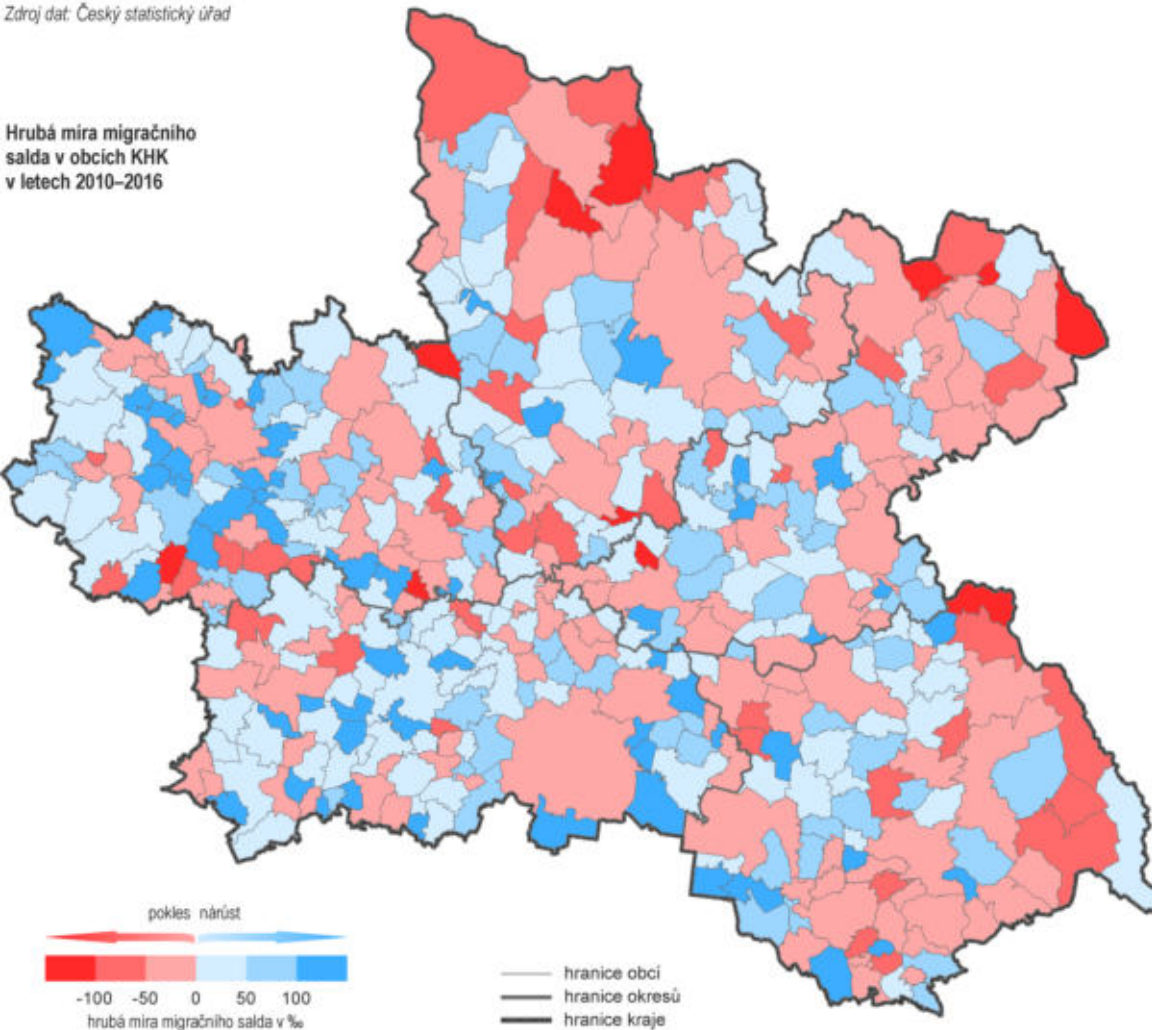 Zdroj dat: Český statistický úřad
Hrubá míra migračního
salda v obcích KHK
v letech 2010–2016
pokles nárůst
-100 -50 0 50 100
hrubá míra migračního salda v ‰
hranice obcí
hranice okresů
hranice kraje